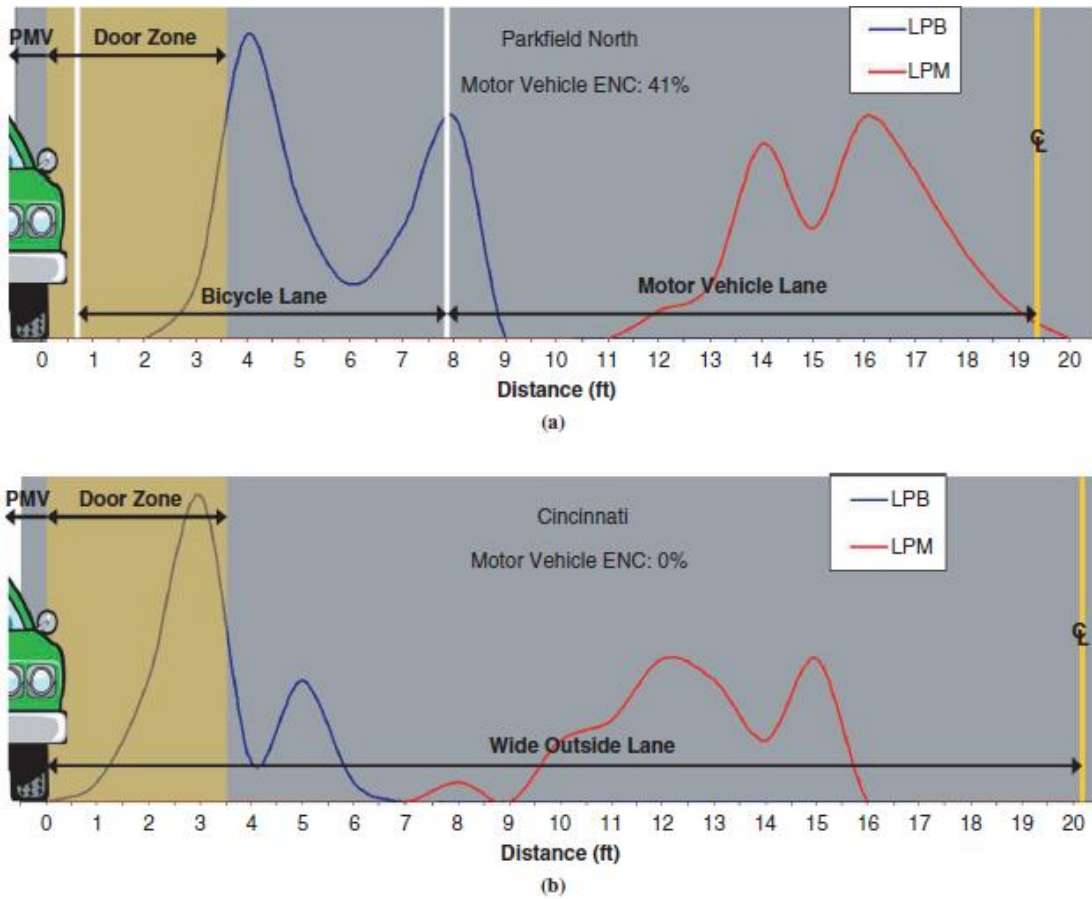 PMV
Door Zone
Parkfield North
Motor Vehicle ENC: 41%
LPB
LPM
℄
Bicycle Lane
Motor Vehicle Lane
0 1 2 3 4 5 6 7 8 9 10 11 12 13 14 15 16 17 18 19 20
Distance (ft)
(a)
PMV
Door Zone
Cincinnati
Motor Vehicle ENC: 0%
LPB
LPM
℄
Wide Outside Lane
0 1 2 3 4 5 6 7 8 9 10 11 12 13 14 15 16 17 18 19 20
Distance (ft)
(b)